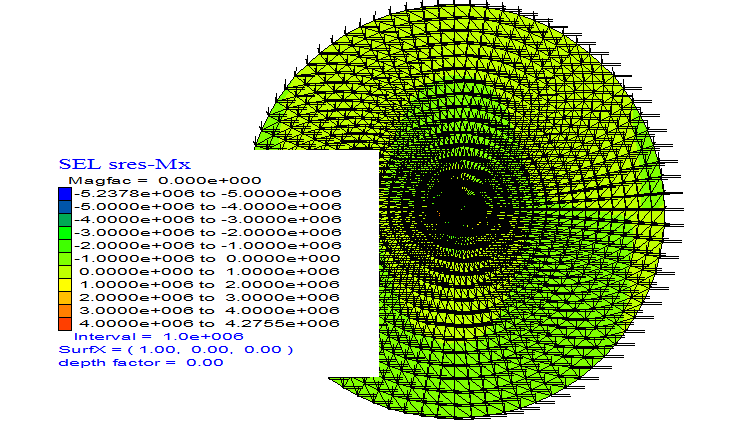 SEL sres-Mx
Magfac = 0.000e+000
-5.2378e+006 to -5.0000e+006
-5.0000e+006 to -4.0000e+006
-4.0000e+006 to -3.0000e+006
-3.0000e+006 to -2.0000e+006
-2.0000e+006 to -1.0000e+006
-1.0000e+006 to 0.0000e+000
0.0000e+000 to 1.0000e+006
1.0000e+006 to 2.0000e+006
2.0000e+006 to 3.0000e+006
3.0000e+006 to 4.0000e+006
4.0000e+006 to 4.2755e+006
Interval = 1.0e+006
SurfX = ( 1.00, 0.00, 0.00 )
depth factor = 0.00